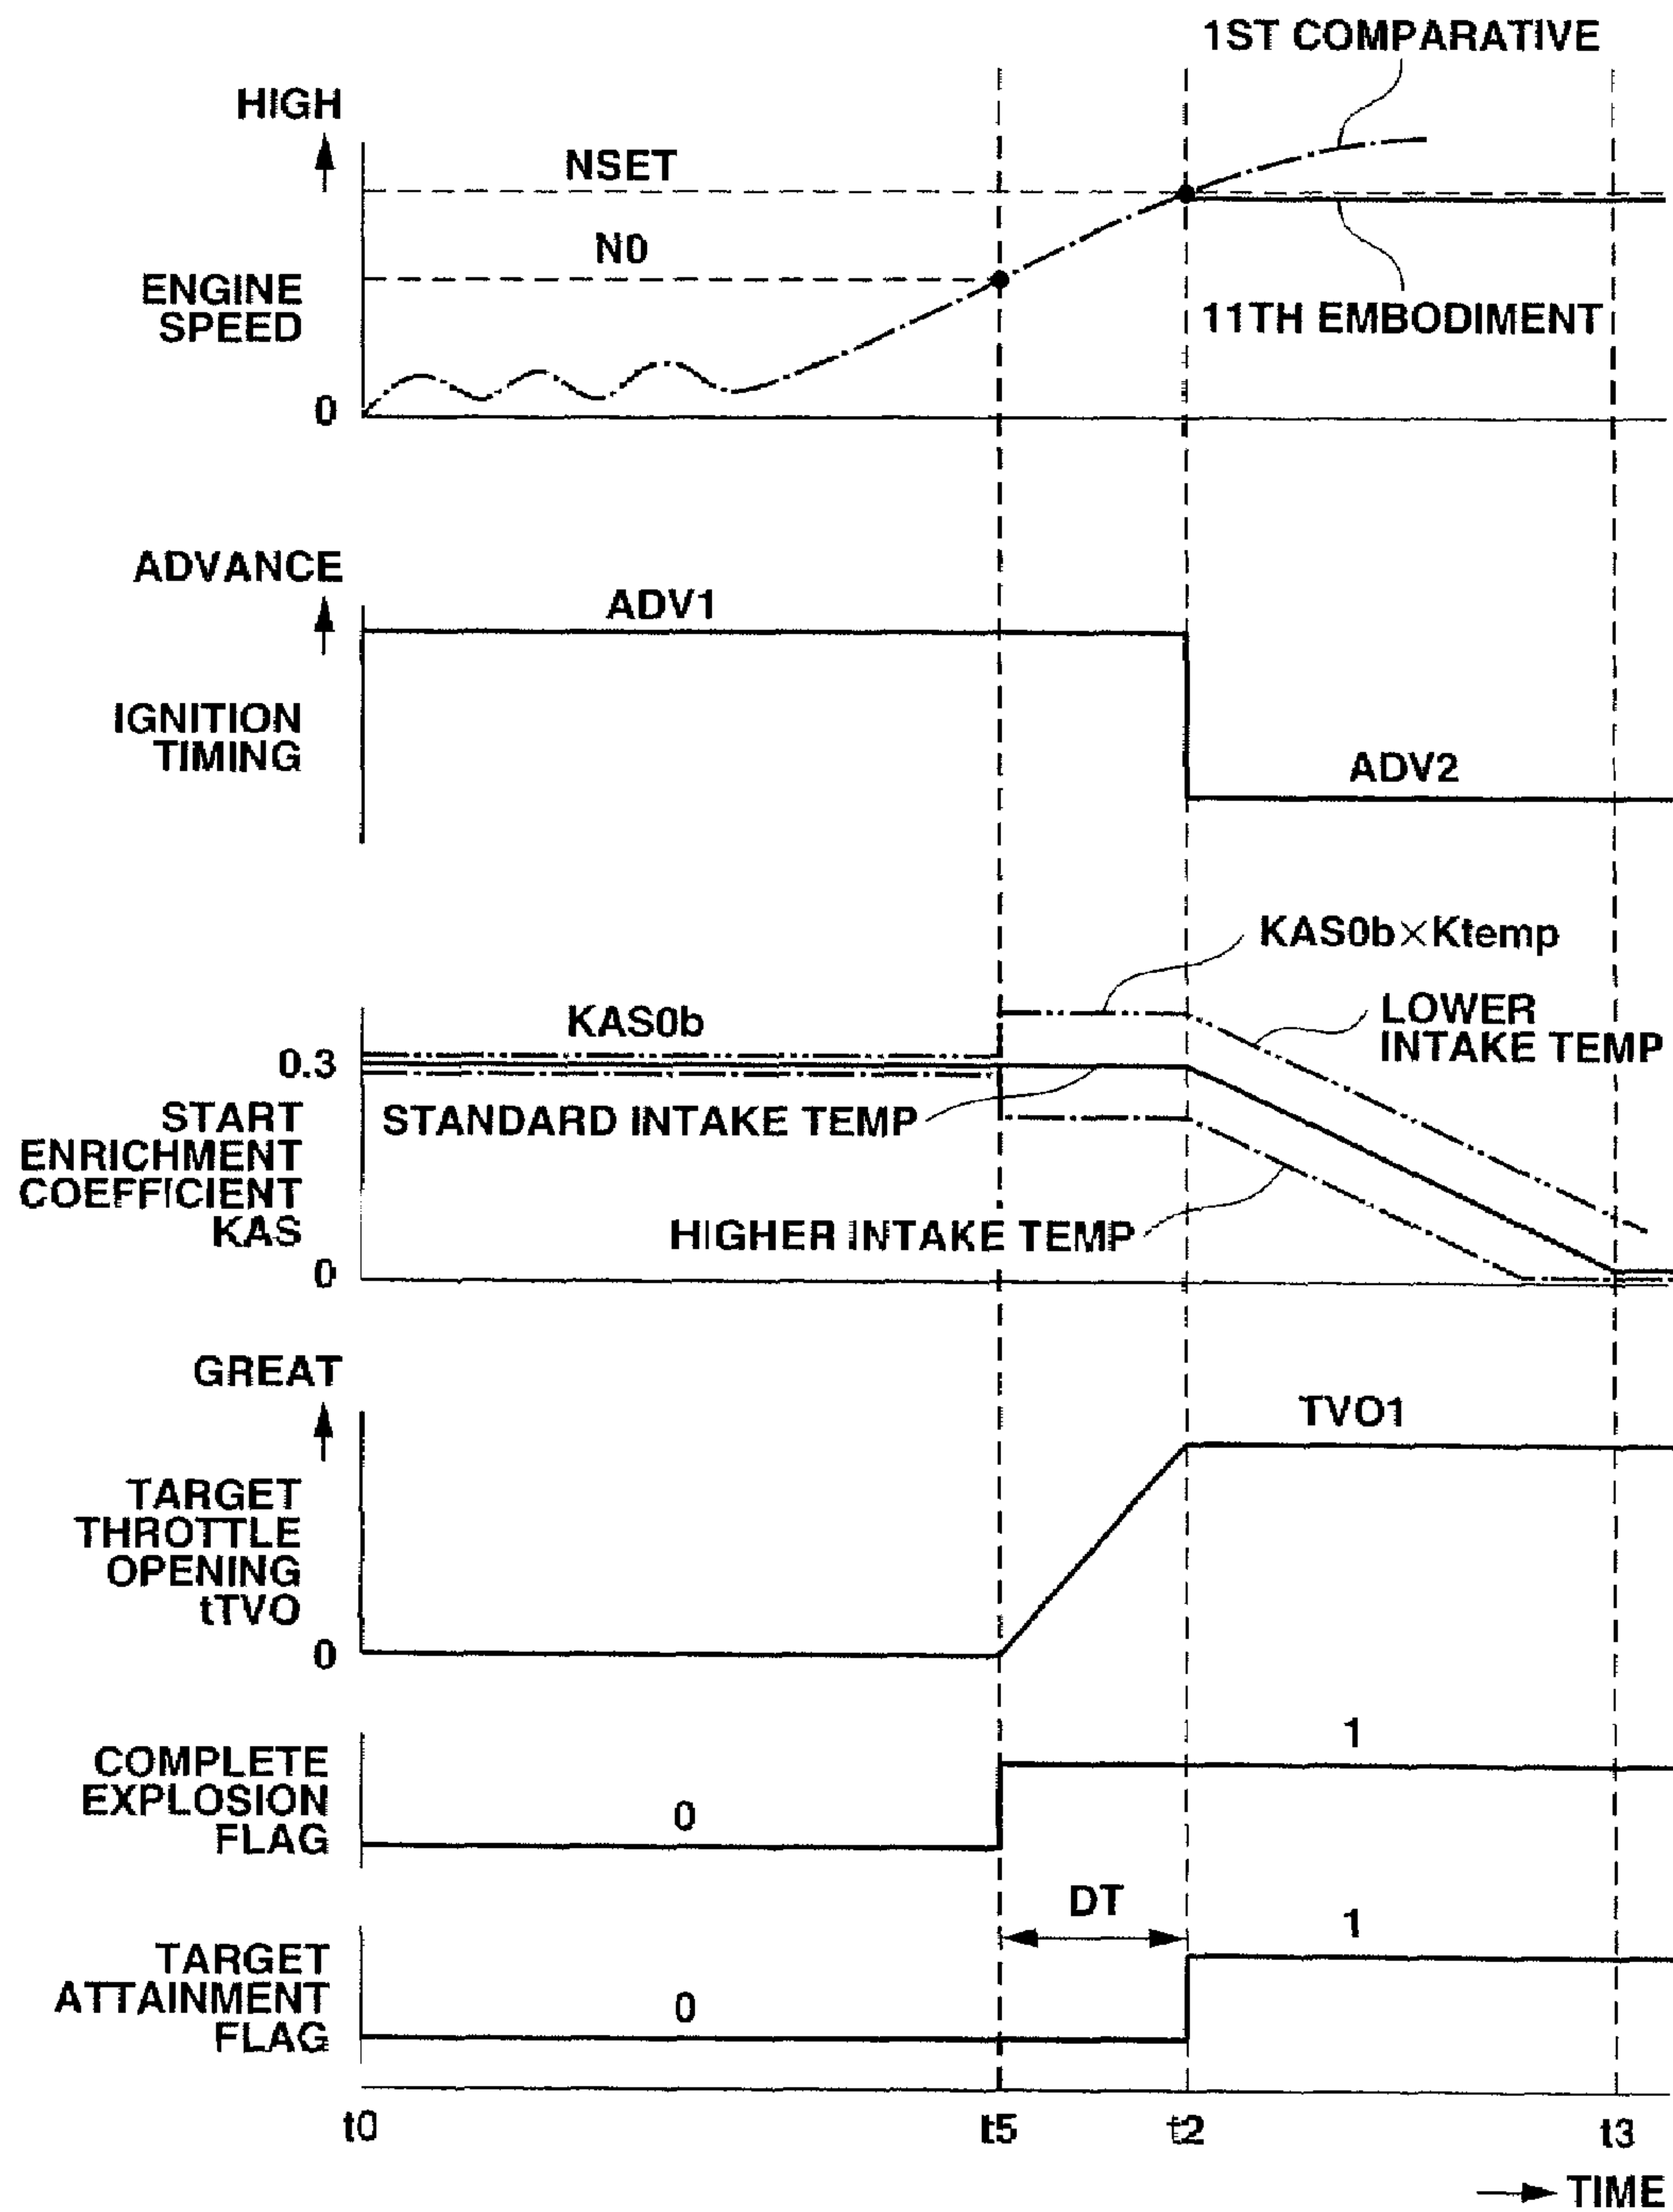 1ST COMPARATIVE
HIGH
NSET
N0
ENGINE
SPEED
11TH EMBODIMENT
0
ADVANCE
ADV1
IGNITION
TIMING
ADV2
KAS0b×Ktemp
LOWER
INTAKE TEMP
KAS0b
0.3
STANDARD INTAKE TEMP
START
ENRICHMENT
COEFFICIENT
KAS
HIGHER INTAKE TEMP
0
GREAT
TVO1
TARGET
THROTTLE
OPENING
tTVO
0
1
COMPLETE
EXPLOSION
FLAG
0
DT
1
TARGET
ATTAINMENT
FLAG
0
t0
t5
t2
t3
TIME